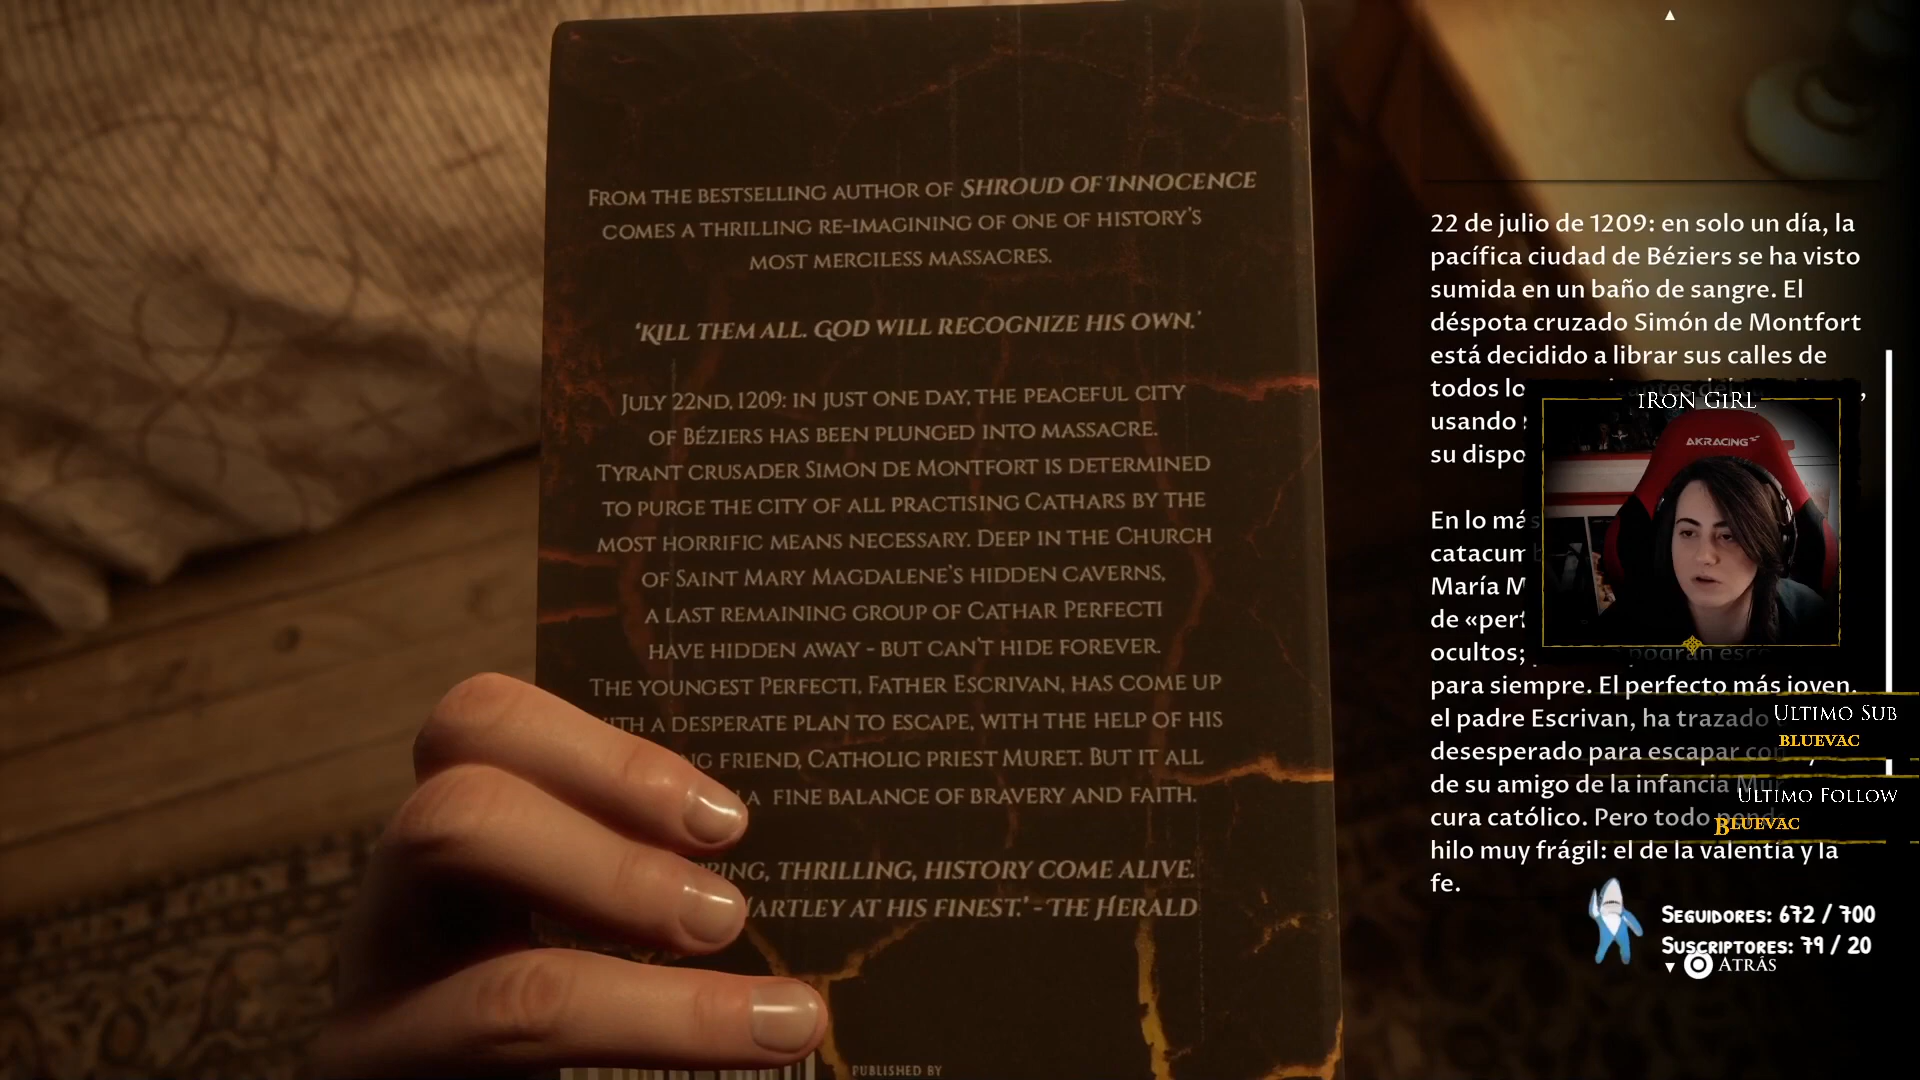 FROM THE BESTSELLING AUTHOR OF SHROUD OF INNOCENCE
COMES A THRILLING RE-IMAGINING OF ONE OF HISTORY'S
MOST MERCILESS MASSACRES.
'KILL THEM ALL. GOD WILL RECOGNIZE HIS OWN.'
JULY 22ND, 1209: IN JUST ONE DAY, THE PEACEFUL CITY
OF BÉZIERS HAS BEEN PLUNGED INTO MASSACRE.
TYRANT CRUSADER SIMON DE MONTFORT IS DETERMINED
TO PURGE THE CITY OF ALL PRACTISING CATHARS BY THE
MOST HORRIFIC MEANS NECESSARY. DEEP IN THE CHURCH
OF SAINT MARY MAGDALENE'S HIDDEN CAVERNS,
A LAST REMAINING GROUP OF CATHAR PERFECTI
HAVE HIDDEN AWAY - BUT CAN'T HIDE FOREVER.
THE YOUNGEST PERFECTI, FATHER ESCRIVAN, HAS COME UP
A DESPERATE PLAN TO ESCAPE, WITH THE HELP OF HIS
FRIEND, CATHOLIC PRIEST MURET. BUT IT ALL
A FINE BALANCE OF BRAVERY AND FAITH.
THRILLING, HISTORY COME ALIVE.
HARTLEY AT HIS FINEST.' - THE HERALD
PUBLISHED BY
22 de julio de 1209: en solo un día, la
pacífica ciudad de Béziers se ha visto
sumida en un baño de sangre. El
déspota cruzado Simón de Montfort
está decidido a librar sus calles de
todos
usando
su
En lo más
María
de
ocultos;
para siempre. El perfecto más joven,
el padre Escrivan, ha trazado
desesperado para escapar con
de su amigo de la infancia
cura católico. Pero todo
hilo muy frágil: el de la valentía y la
fe.
IRON GIRL
AKRACING
ULTIMO SUB
BLUEVAC
ULTIMO FOLLOW
BLUEVAC
SEGUIDORES: 672 / 700
SUSCRIPTORES: 79 / 20
ATRÁS